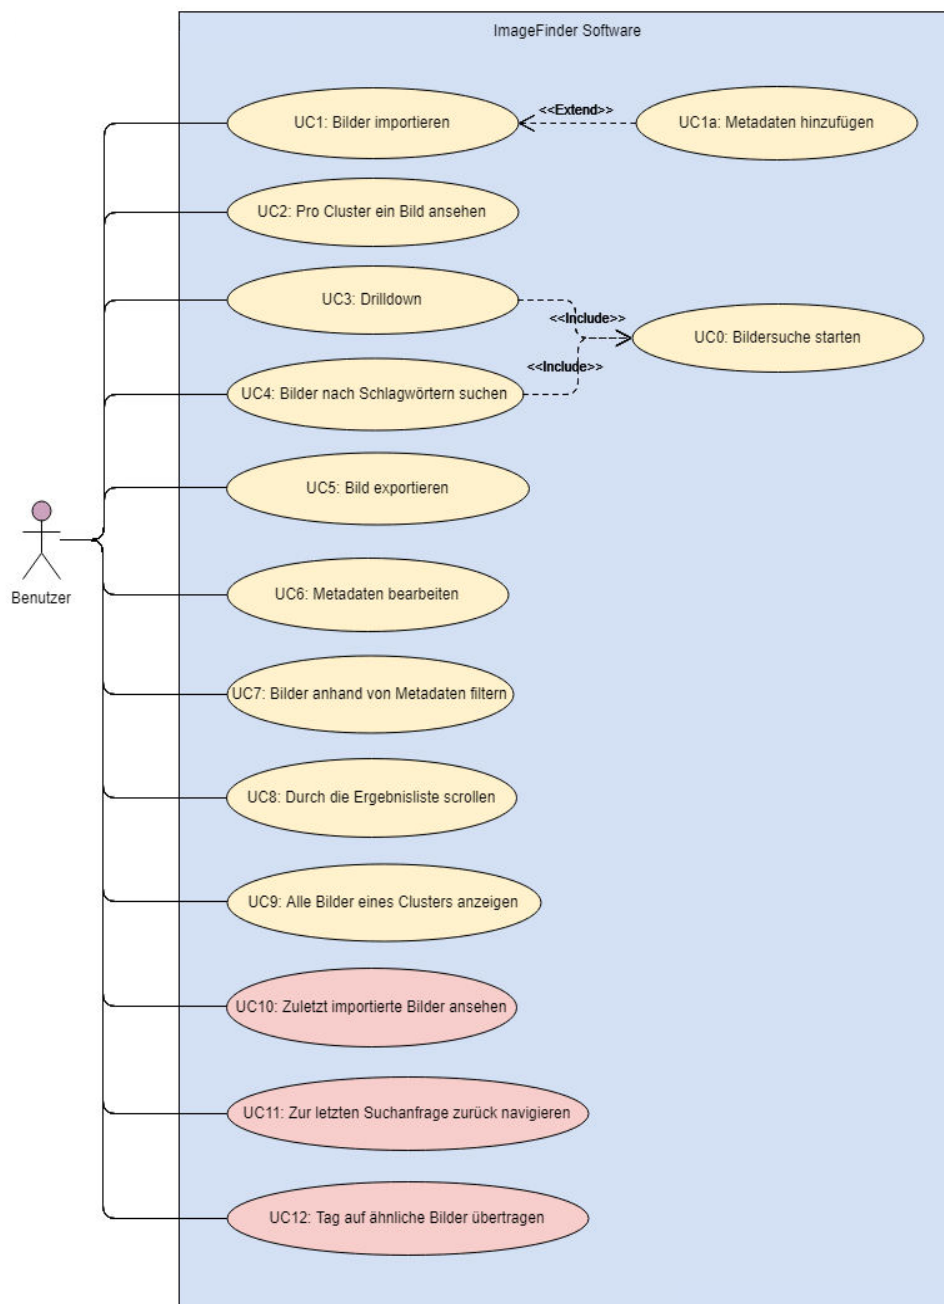 ImageFinder Software
UC1: Bilder importieren
<<Extend>>
UC1a: Metadaten hinzufügen
UC2: Pro Cluster ein Bild ansehen
UC3: Drilldown
<<Include>>
UC0: Bildersuche starten
<<Include>>
UC4: Bilder nach Schlagwörtern suchen
UC5: Bild exportieren
Benutzer
UC6: Metadaten bearbeiten
UC7: Bilder anhand von Metadaten filtern
UC8: Durch die Ergebnisliste scrollen
UC9: Alle Bilder eines Clusters anzeigen
UC10: Zuletzt importierte Bilder ansehen
UC11: Zur letzten Suchanfrage zurück navigieren
UC12: Tag auf ähnliche Bilder übertragen